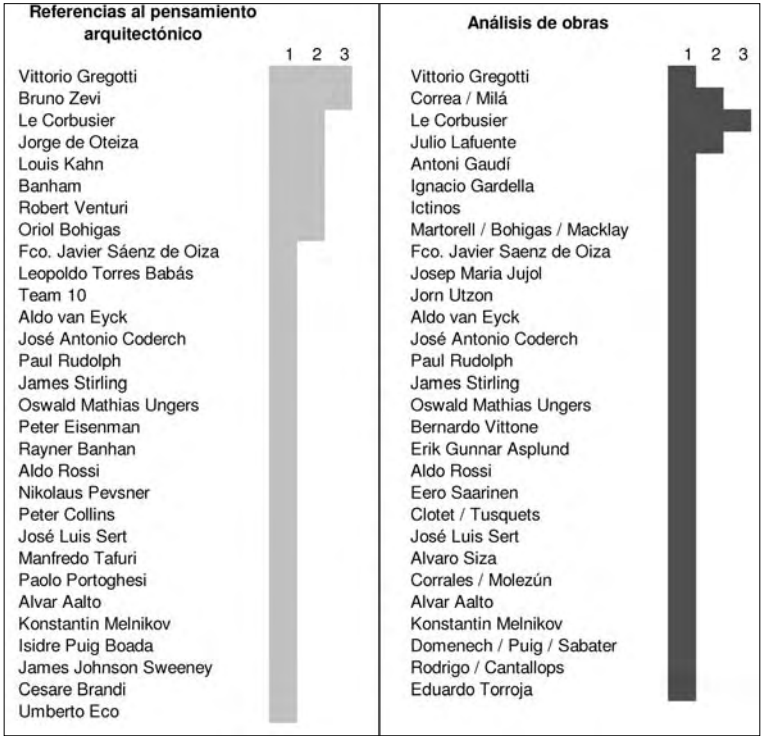 Referencias al pensamiento
arquitectónico
1 2 3
Vittorio Gregotti
Bruno Zevi
Le Corbusier
Jorge de Oteiza
Louis Kahn
Banham
Robert Venturi
Oriol Bohigas
Fco. Javier Sáenz de Oiza
Leopoldo Torres Babás
Team 10
Aldo van Eyck
José Antonio Coderch
Paul Rudolph
James Stirling
Oswald Mathias Ungers
Peter Eisenman
Rayner Banhan
Aldo Rossi
Nikolaus Pevsner
Peter Collins
José Luis Sert
Manfredo Tafuri
Paolo Portoghesi
Alvar Aalto
Konstantin Melnikov
Isidre Puig Boada
James Johnson Sweeney
Cesare Brandi
Umberto Eco
Análisis de obras
1 2 3
Vittorio Gregotti
Correa / Milá
Le Corbusier
Julio Lafuente
Antoni Gaudí
Ignacio Gardella
Ictinos
Martorell / Bohigas / Macklay
Fco. Javier Saenz de Oiza
Josep Maria Jujol
Jorn Utzon
Aldo van Eyck
José Antonio Coderch
Paul Rudolph
James Stirling
Oswald Mathias Ungers
Bernardo Vittone
Erik Gunnar Asplund
Aldo Rossi
Eero Saarinen
Clotet / Tusquets
José Luis Sert
Alvaro Siza
Corrales / Molezún
Alvar Aalto
Konstantin Melnikov
Domenech / Puig / Sabater
Rodrigo / Cantallops
Eduardo Torroja